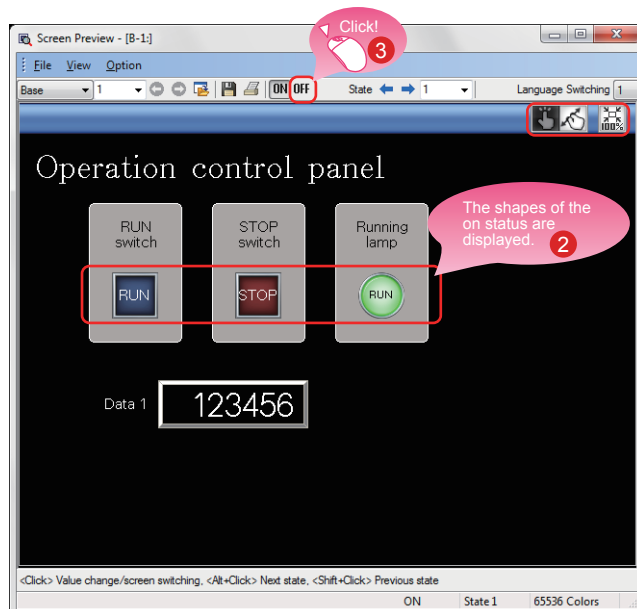 Screen Preview - [B-1:]
Click!
3
File View Option
Base 1 ON OFF State 1 Language Switching 1
100%
Operation control panel
RUN
switch
STOP
switch
Running
lamp
The shapes of the
on status are
displayed. 2
RUN STOP RUN
Data 1 123456
<Click> Value change/screen switching, <Alt+Click> Next state, <Shift+Click> Previous state
ON State 1 65536 Colors